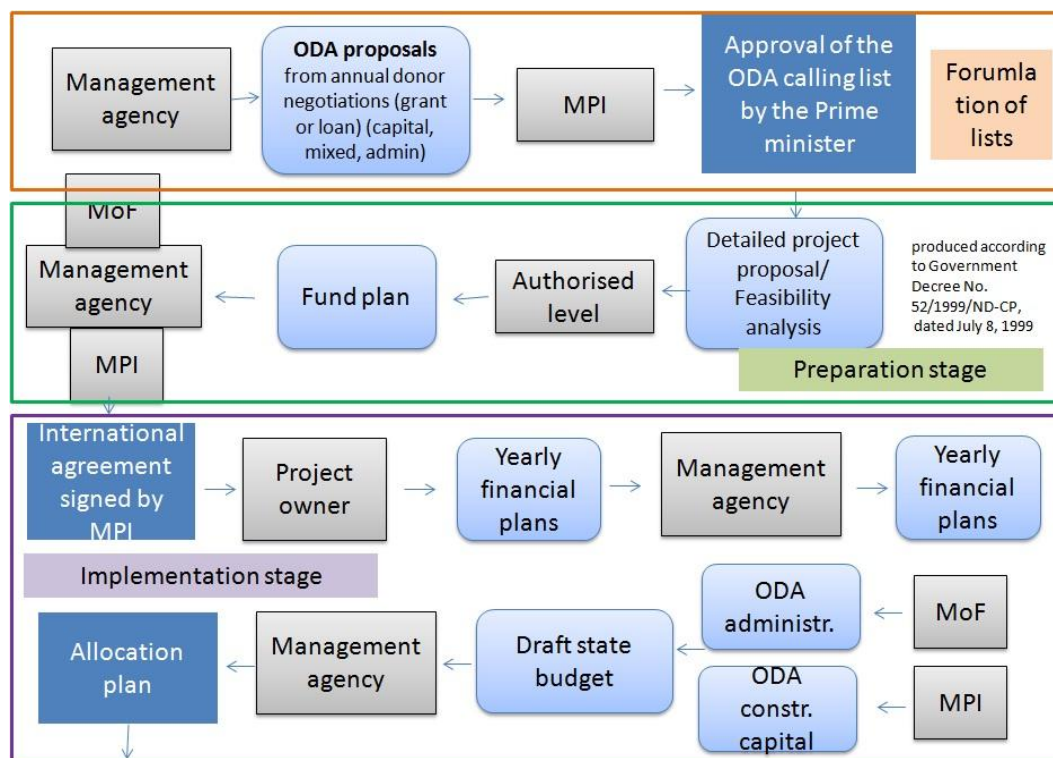 Management
agency
ODA proposals
from annual donor
negotiations (grant
or loan) (capital,
mixed, admin)
MPI
Approval of the
ODA calling list
by the Prime
minister
Forumla
tion of
lists
MoF
Management
agency
MPI
Fund plan
Authorised
level
Detailed project
proposal/
Feasibility
analysis
produced according
to Government
Decree No.
52/1999/ND-CP,
dated July 8, 1999
Preparation stage
International
agreement
signed by
MPI
Project
owner
Yearly
financial
plans
Management
agency
Yearly
financial
plans
Implementation stage
Allocation
plan
Management
agency
Draft state
budget
ODA
administr.
MoF
ODA
constr.
capital
MPI